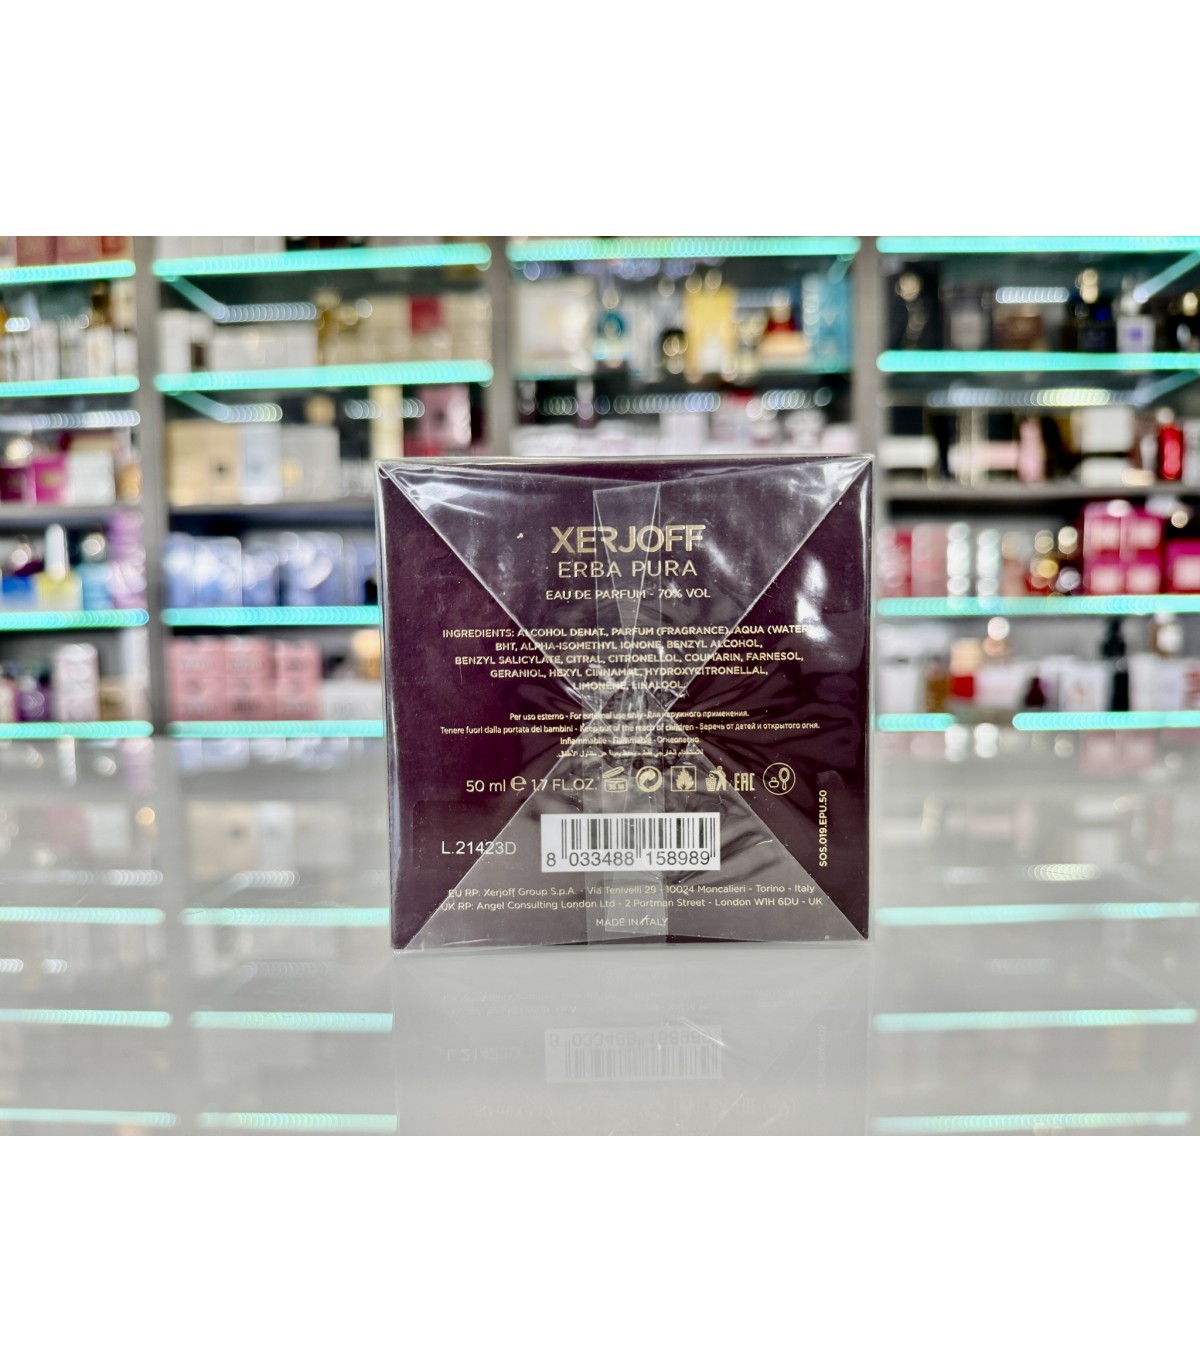 XERJOFF
ERBA PURA
EAU DE PARFUM - 70% VOL
INGREDIENTS: ALCOHOL DENAT., PARFUM (FRAGRANCE), AQUA (WATER)
BHT, ALPHA-ISOMETHYL IONONE, BENZYL ALCOHOL,
BENZYL SALICYLATE, CITRAL, CITRONELLOL, COUMARIN, FARNESOL,
GERANIOL, HEXYL CINNAMAL, HYDROXYCITRONELLAL,
LIMONENE, LINALOOL.
Per uso esterno - For external use only - Для наружного применения.
Tenere fuori dalla portata dei bambini - Keep out of the reach of children - Беречь от детей и открытого огня.
Infiammabile - Flammable - Огнеопасно
50 ml e 1.7 FL.OZ. 36 M EAC
SOS.019.EPU.50
L.21423D
8 033488 158989
EU RP: Xerjoff Group S.p.A. - Via Tenivelli 29 - 10024 Moncalieri - Torino - Italy
UK RP: Angel Consulting London Ltd - 2 Portman Street - London W1H 6DU - UK
MADE IN ITALY